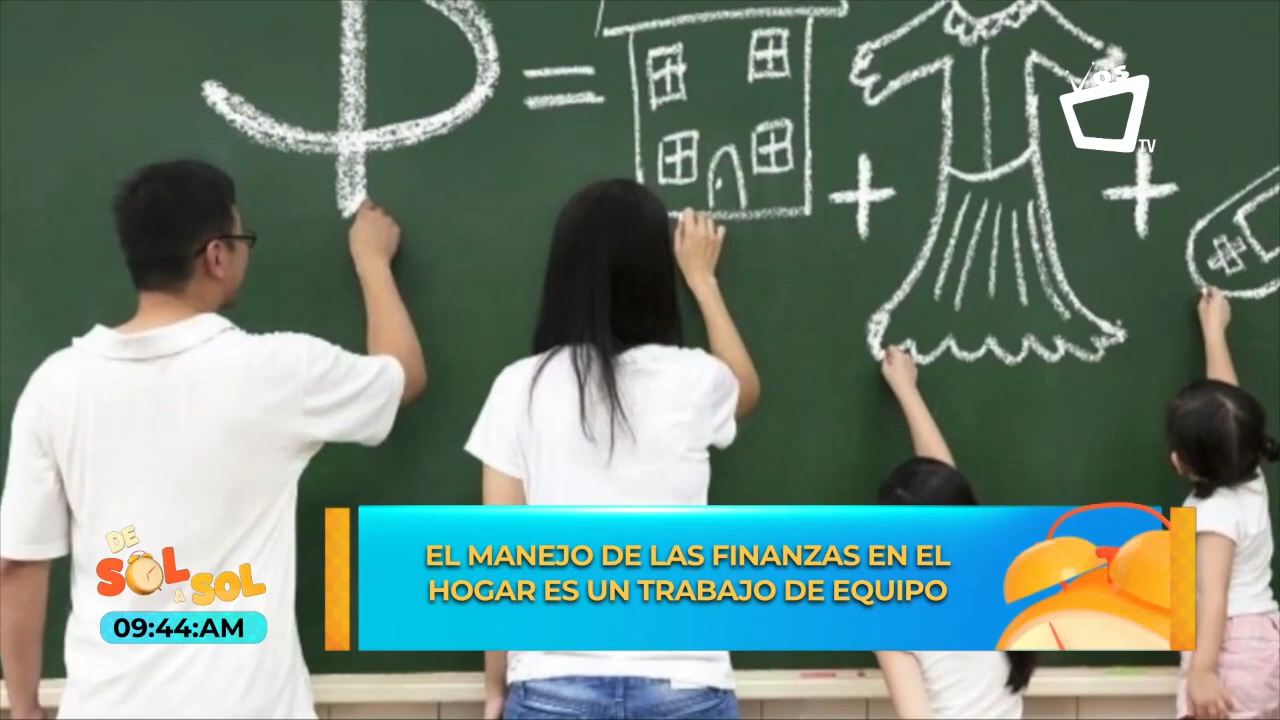 VOS
TV
EL MANEJO DE LAS FINANZAS EN EL
HOGAR ES UN TRABAJO DE EQUIPO
DE
SOL
A
SOL
09:44:AM